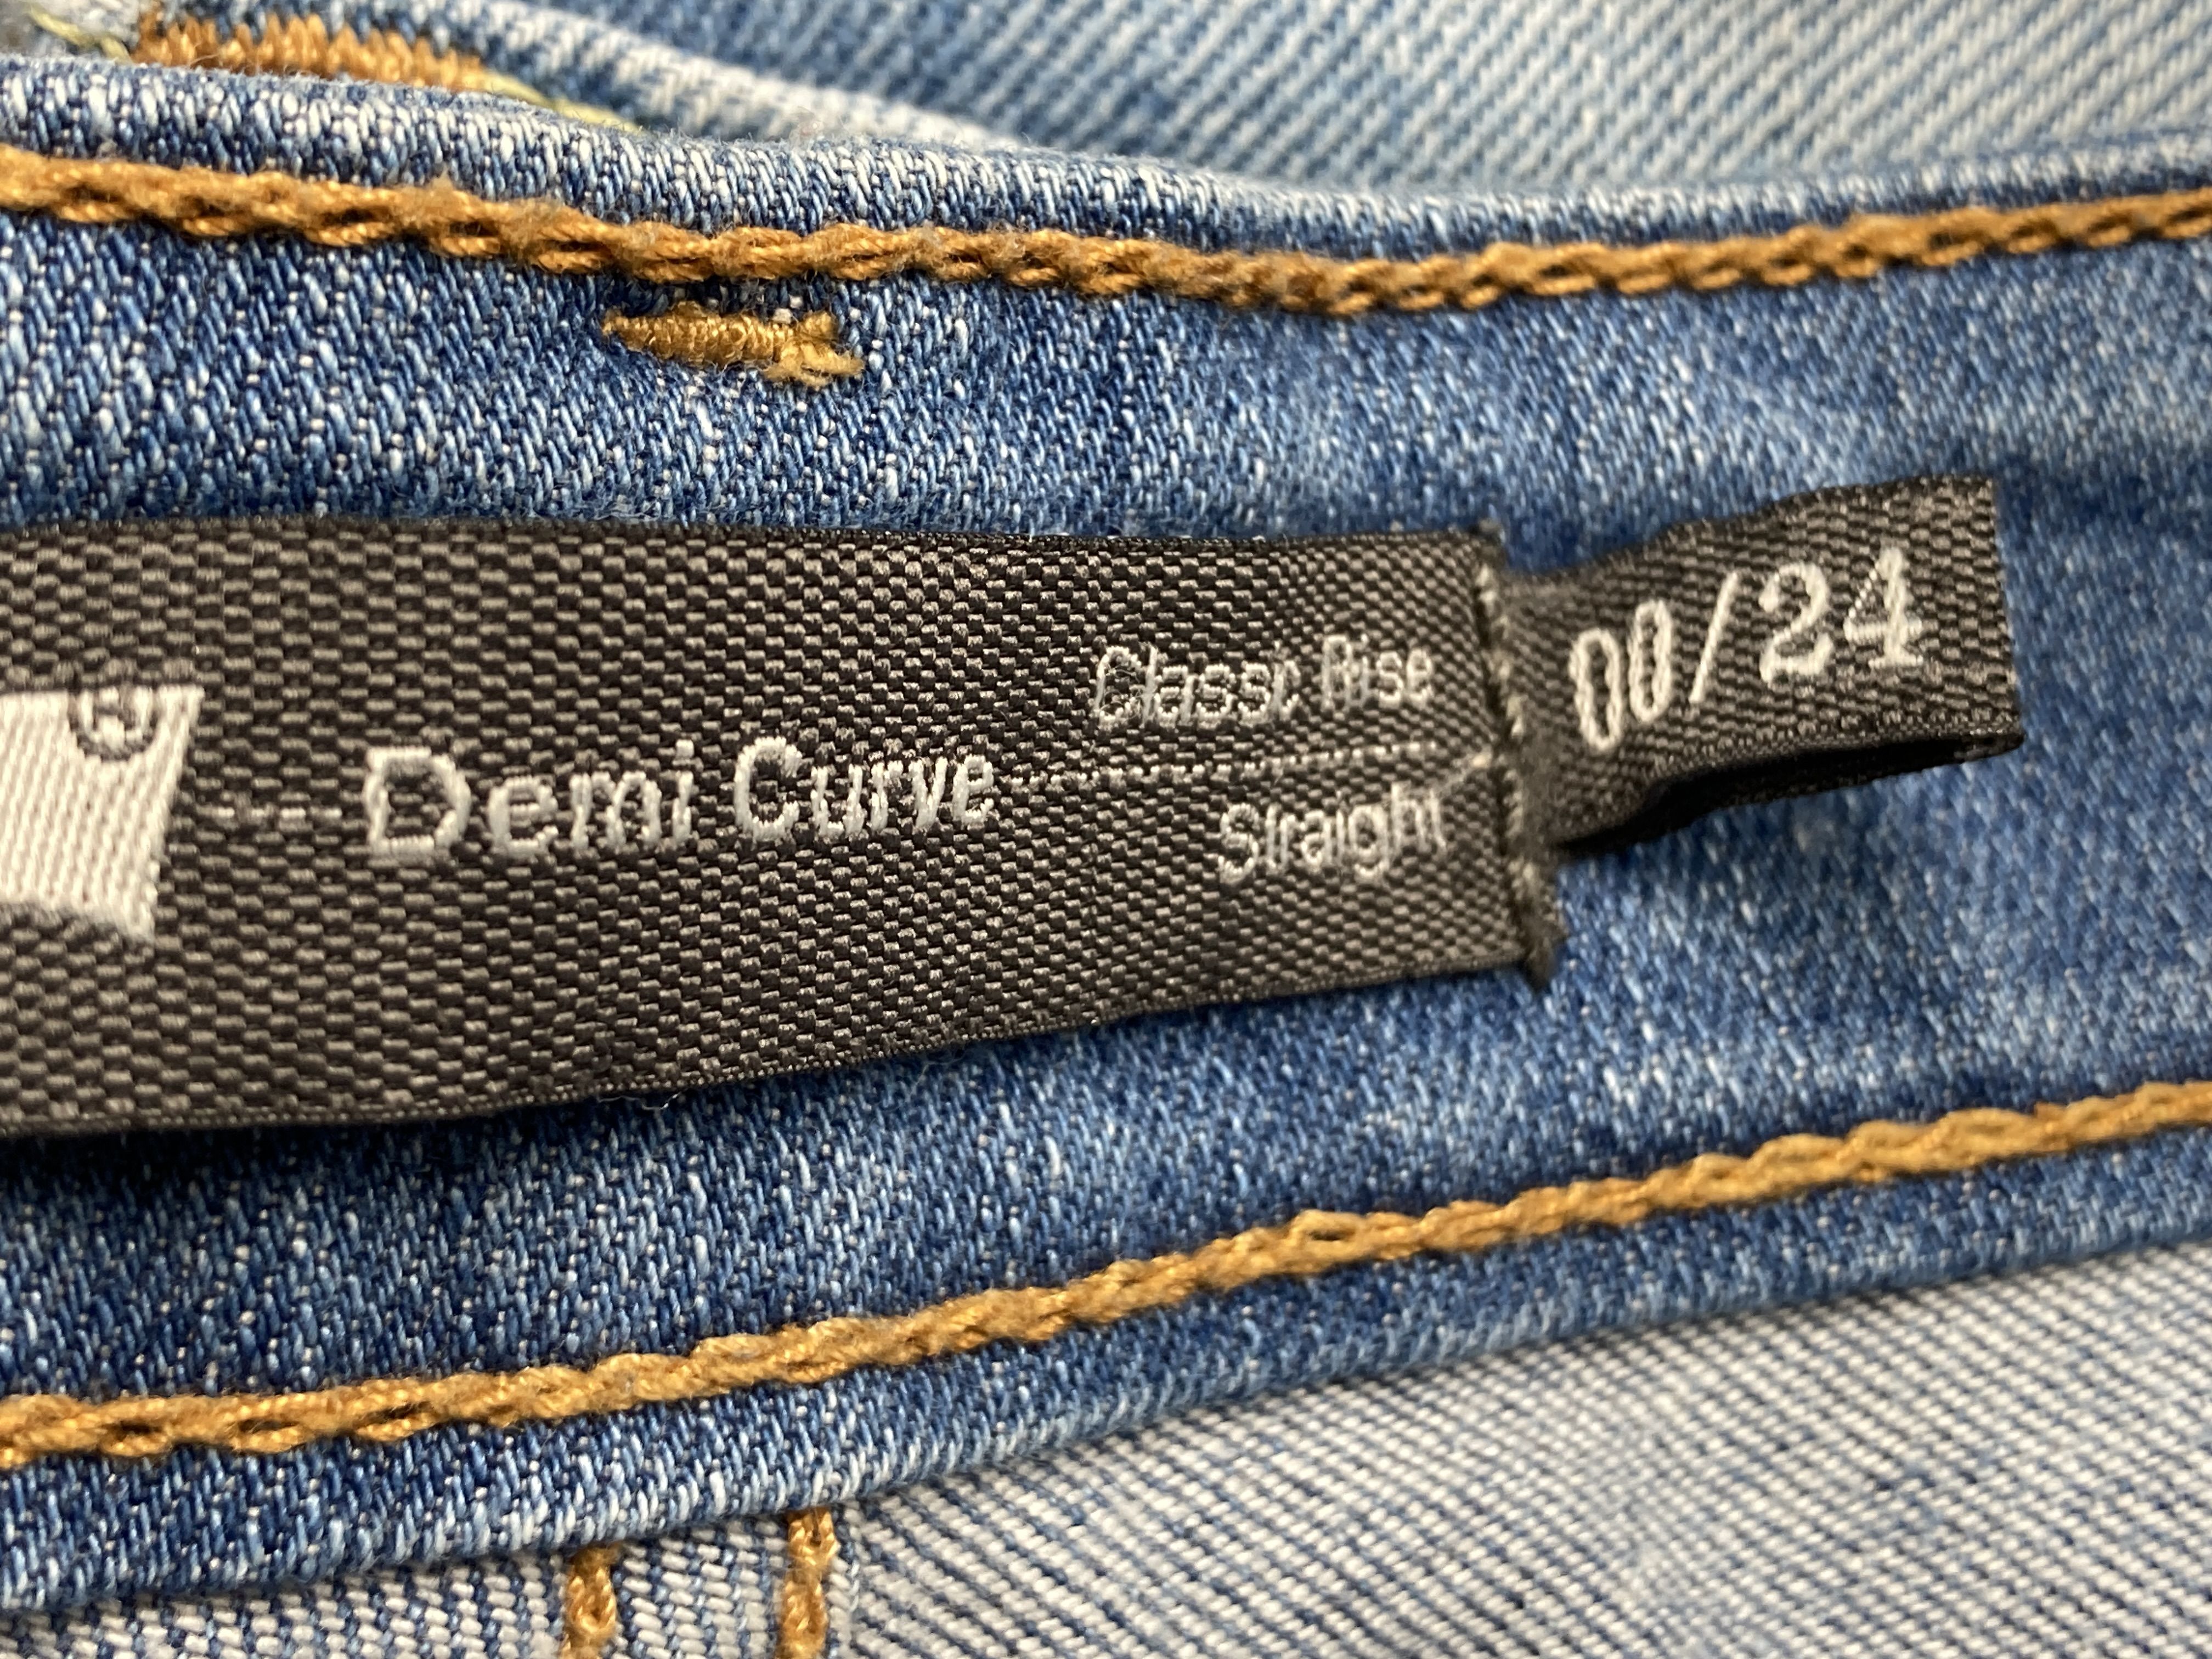 Demi Curve
Classic Rise
Straight
00/24